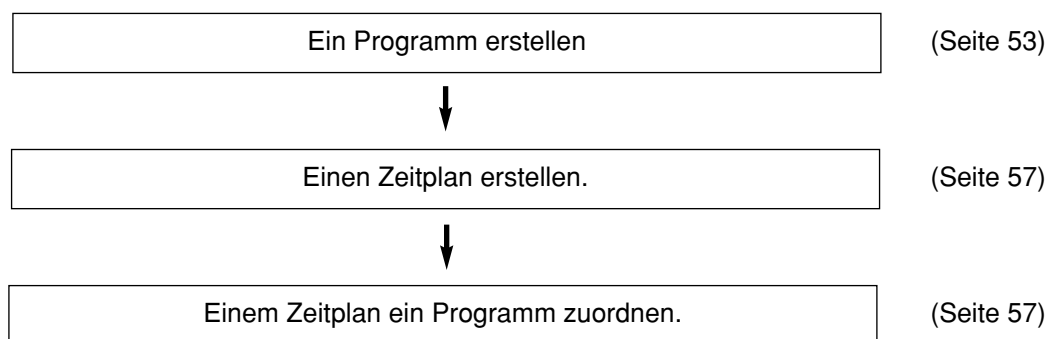 Ein Programm erstellen (Seite 53)
Einen Zeitplan erstellen. (Seite 57)
Einem Zeitplan ein Programm zuordnen. (Seite 57)